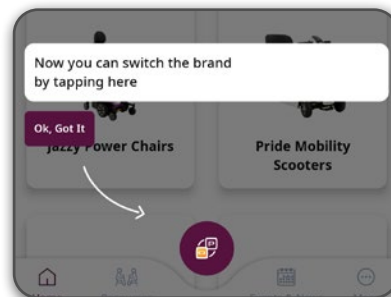 Now you can switch the brand
by tapping here
Ok, Got It
Jazzy Power Chairs
Pride Mobility
Scooters